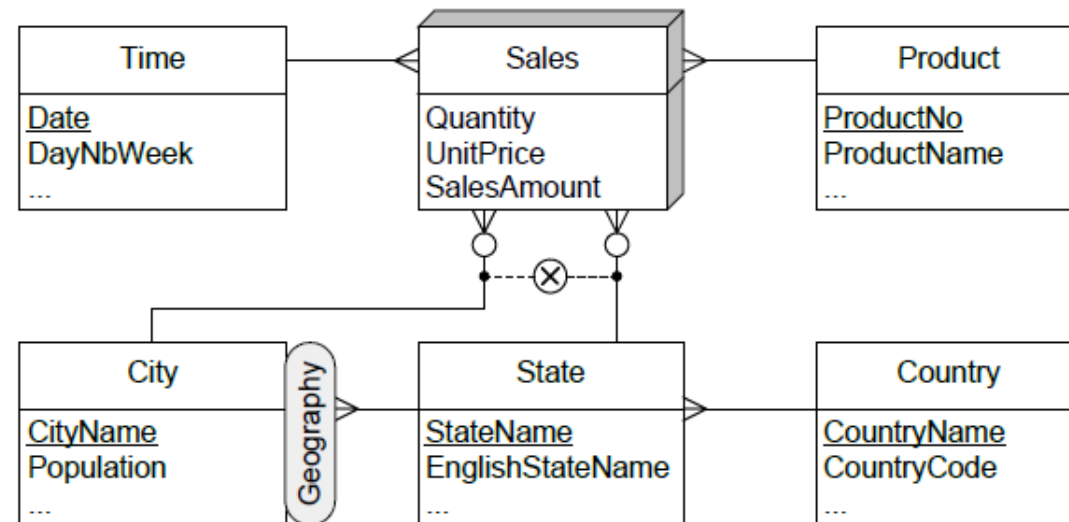 Time
Date
DayNbWeek
...
Sales
Quantity
UnitPrice
SalesAmount
Product
ProductNo
ProductName
...
City
CityName
Population
...
Geography
State
StateName
EnglishStateName
...
Country
CountryName
CountryCode
...